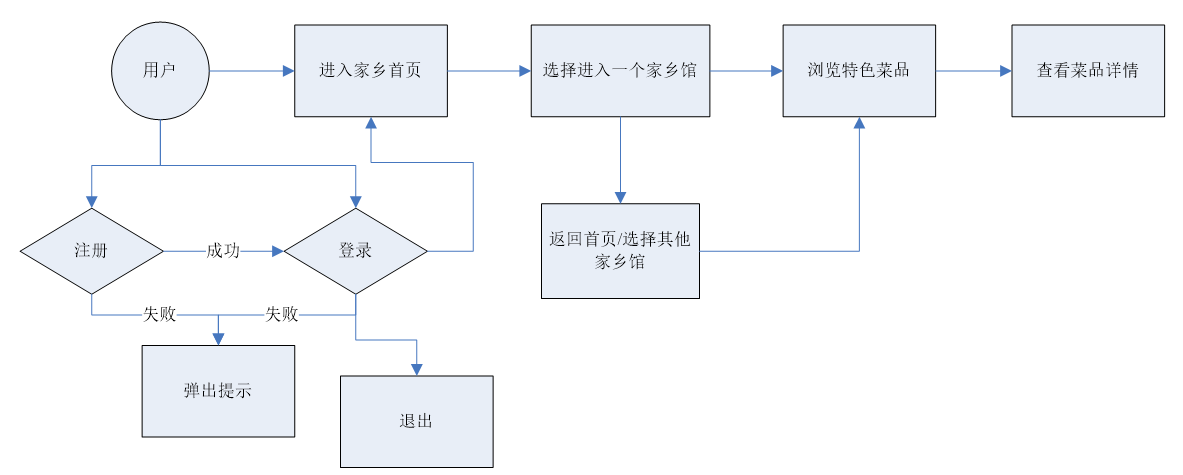 用户
进入家乡首页
选择进入一个家乡馆
浏览特色菜品
查看菜品详情
注册
成功
登录
返回首页/选择其他
家乡馆
失败
失败
弹出提示
退出